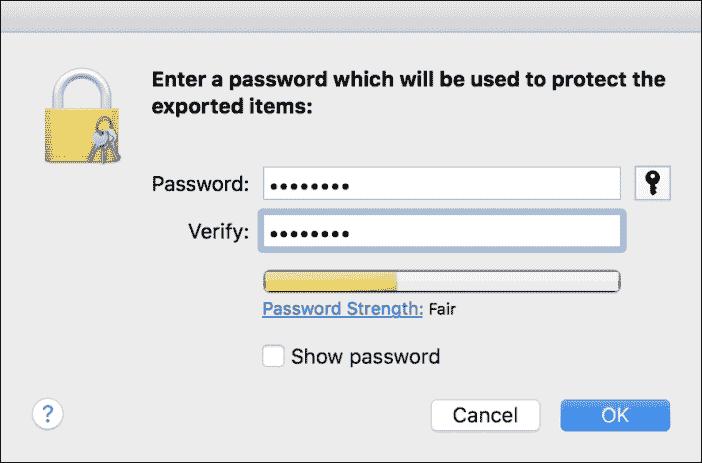 Enter a password which will be used to protect the
exported items:
Password: ••••••••
Verify: ••••••••
Password Strength: Fair
Show password
? Cancel OK